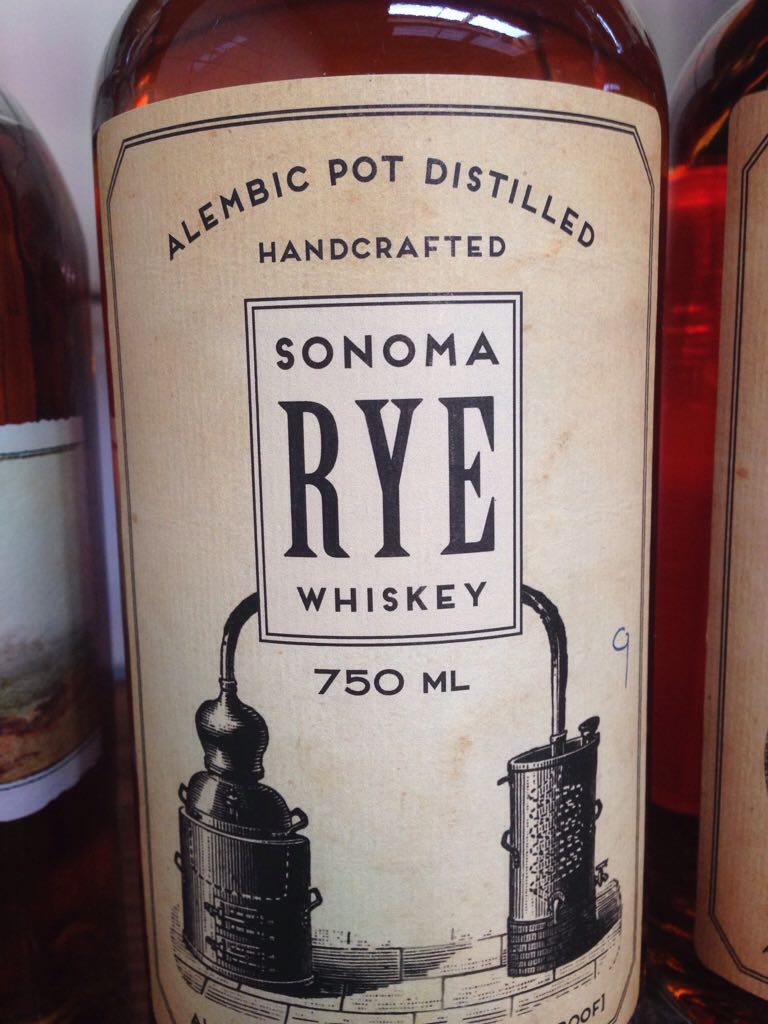 ALEMBIC POT DISTILLED
HANDCRAFTED
SONOMA
RYE
WHISKEY
750 ML
9